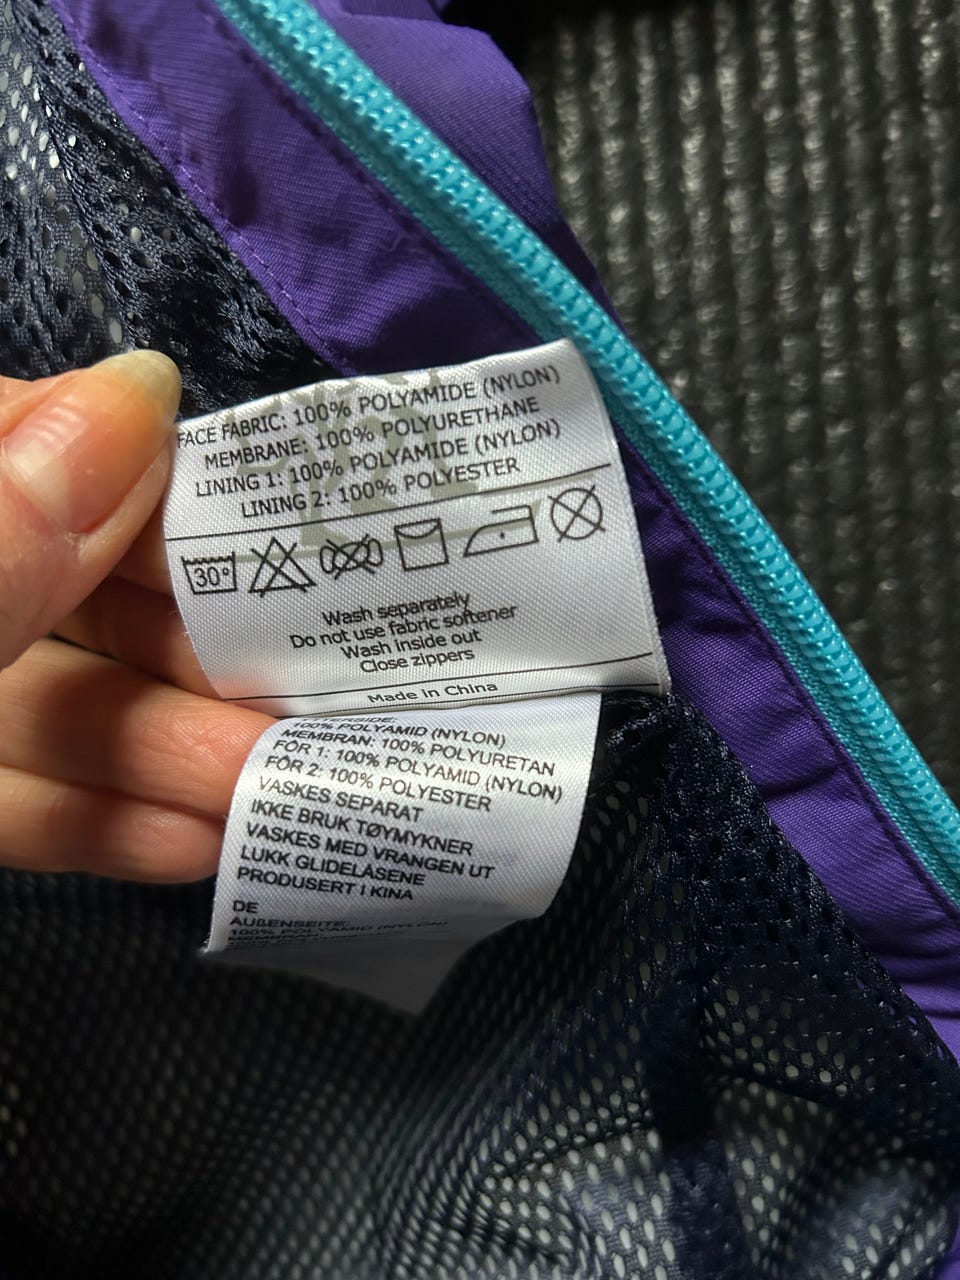 FACE FABRIC: 100% POLYAMIDE (NYLON)
MEMBRANE: 100% POLYURETHANE
LINING 1: 100% POLYAMIDE (NYLON)
LINING 2: 100% POLYESTER
30°
Wash separately
Do not use fabric softener
Wash inside out
Close zippers
Made in China
100% POLYAMID (NYLON)
MEMBRAN: 100% POLYURETAN
FÔR 1: 100% POLYAMID (NYLON)
FÔR 2: 100% POLYESTER
VASKES SEPARAT
IKKE BRUK TØYMYKNER
VASKES MED VRANGEN UT
LUKK GLIDELÅSENE
PRODUSERT I KINA
DE
AUßENSEITE:
100% POLYAMID (NYLON)
MEMBRAN: